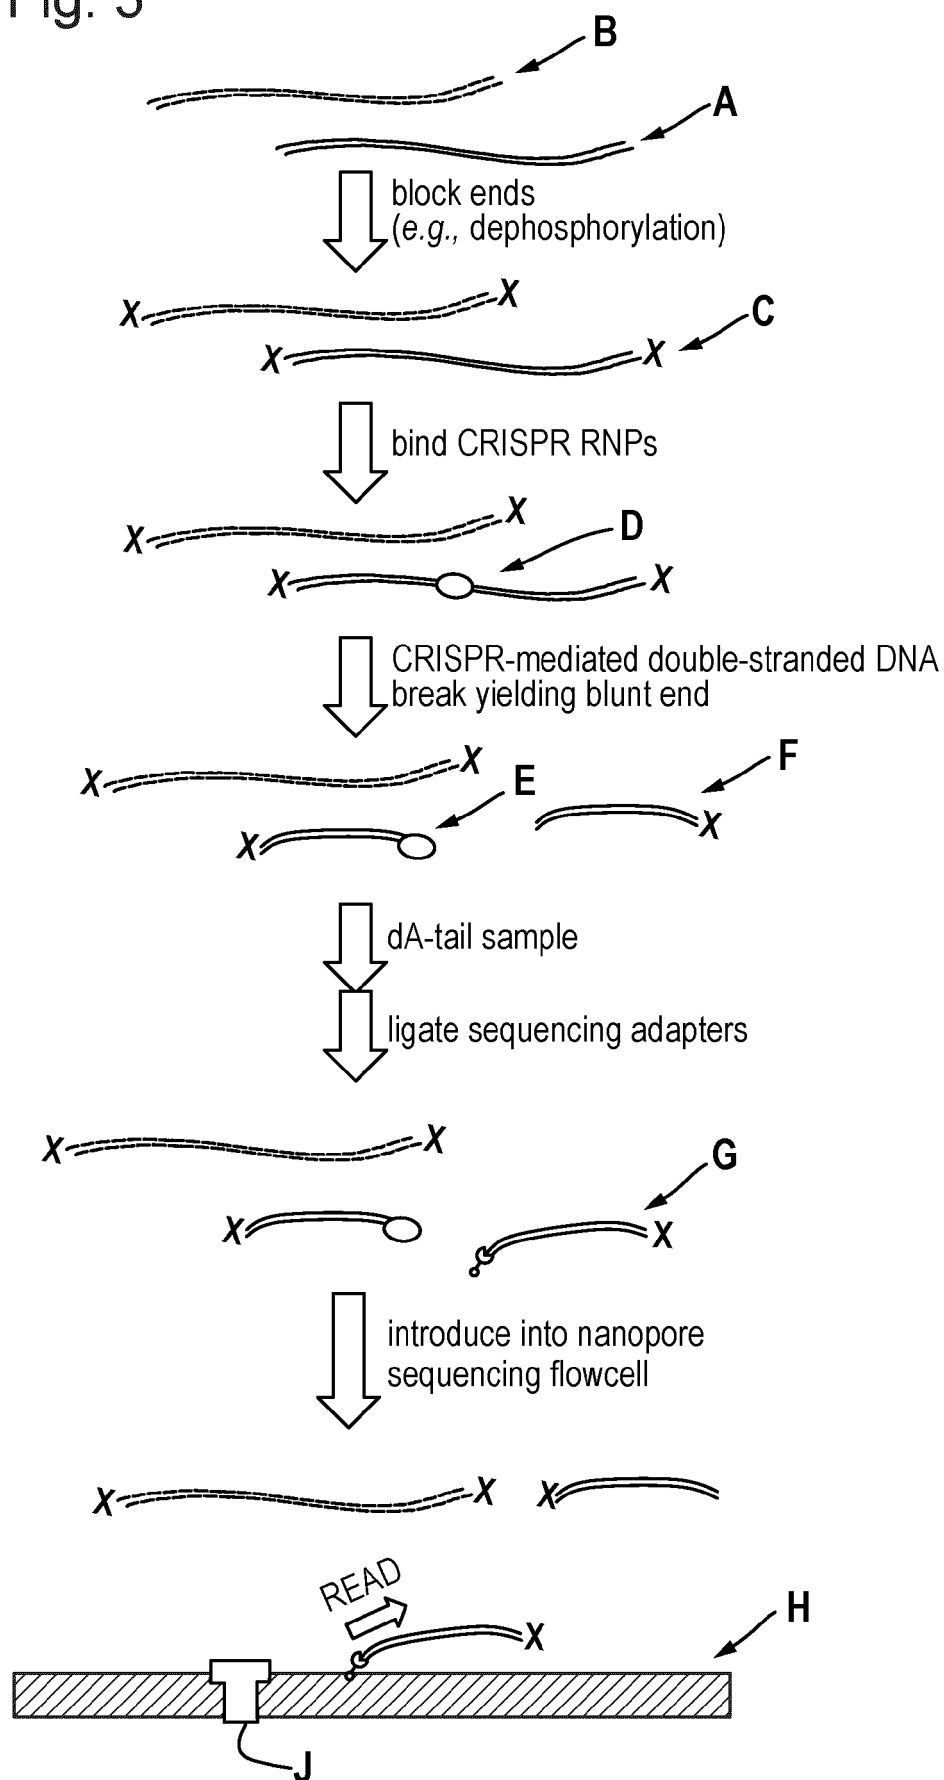 Fig. 3
B
A
block ends
(e.g., dephosphorylation)
X X
C
X X
bind CRISPR RNPs
X X
D
X X
CRISPR-mediated double-stranded DNA
break yielding blunt end
X X
F
E
X X
dA-tail sample
ligate sequencing adapters
X X
G
X X
introduce into nanopore
sequencing flowcell
X X X
READ
H
X
J